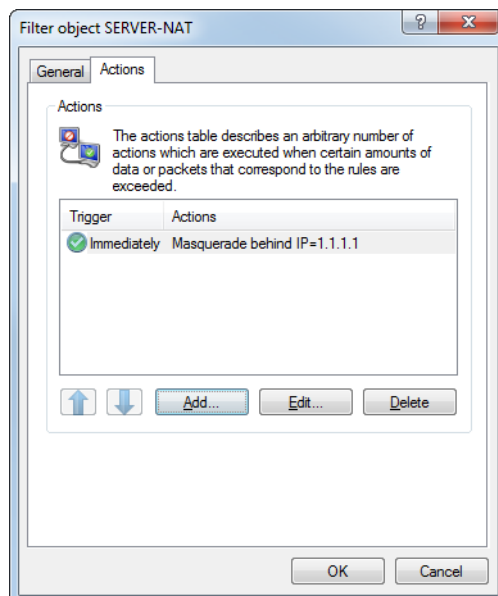 Filter object SERVER-NAT
General Actions
Actions
The actions table describes an arbitrary number of
actions which are executed when certain amounts of
data or packets that correspond to the rules are
exceeded.
Trigger Actions
Immediately Masquerade behind IP=1.1.1.1
Add... Edit... Delete
OK Cancel